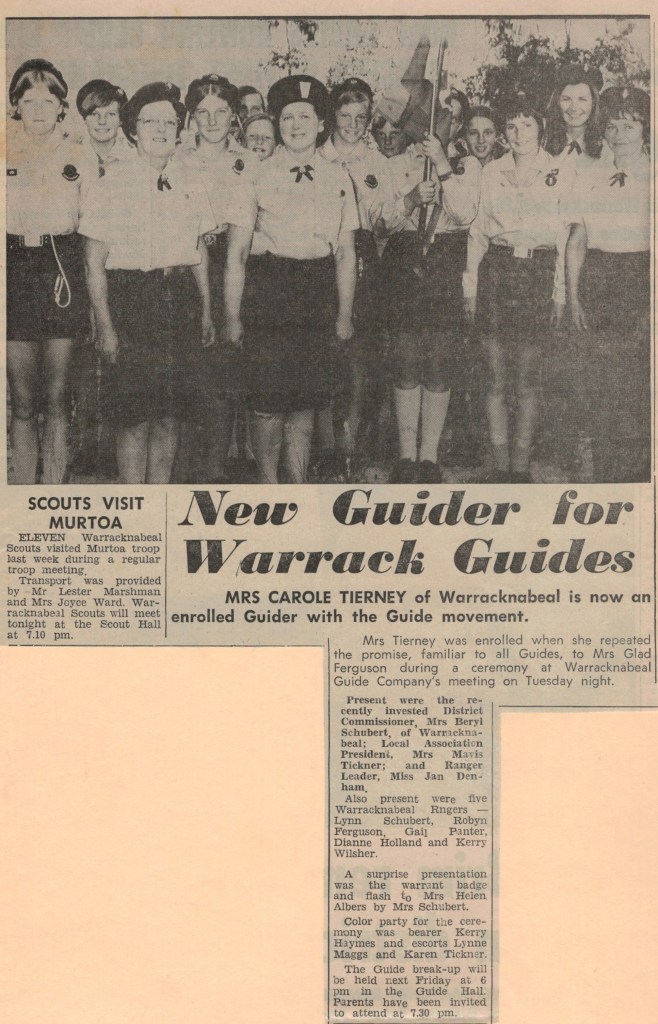 SCOUTS VISIT
MURTOA
ELEVEN Warracknabeal
Scouts visited Murtoa troop
last week during a regular
troop meeting.
Transport was provided
by Mr Lester Marshman
and Mrs Joyce Ward. War-
racknabeal Scouts will meet
tonight at the Scout Hall
at 7.10 pm.
New Guider for
Warrack Guides
MRS CAROLE TIERNEY of Warracknabeal is now an
enrolled Guider with the Guide movement.
Mrs Tierney was enrolled when she repeated
the promise, familiar to all Guides, to Mrs Glad
Ferguson during a ceremony at Warracknabeal
Guide Company's meeting on Tuesday night.
Present were the re-
cently invested District
Commissioner, Mrs Beryl
Schubert, of Warrackna-
beal; Local Association
President, Mrs Mavis
Tickner; and Ranger
Leader, Miss Jan Den-
ham.
Also present were five
Warracknabeal Rngers —
Lynn Schubert, Robyn
Ferguson, Gail Panter,
Dianne Holland and Kerry
Wilsher.
A surprise presentation
was the warrant badge
and flash to Mrs Helen
Albers by Mrs Schubert.
Color party for the cere-
mony was bearer Kerry
Haymes and escorts Lynne
Maggs and Karen Tickner.
The Guide break-up will
be held next Friday at 6
pm in the Guide Hall.
Parents have been invited
to attend at 7.30 pm.